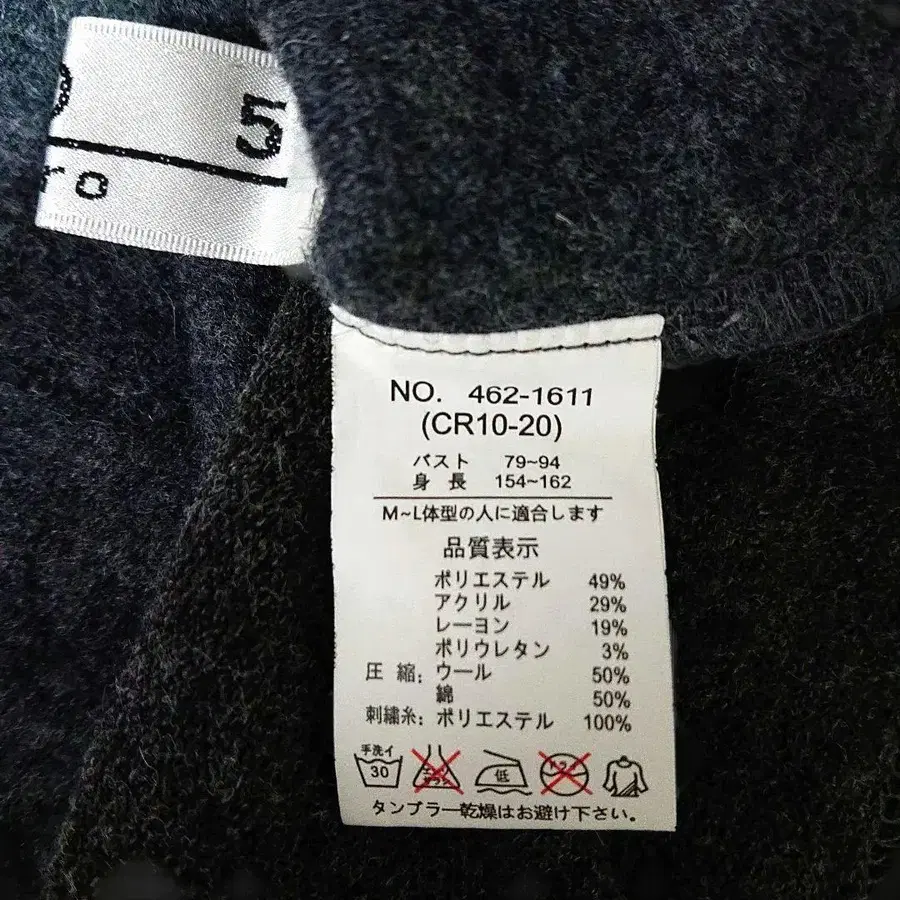 5
ro
NO. 462-1611
(CR10-20)
バスト 79~94
身 長 154~162
M~L体型の人に適合します
品質表示
ポリエステル 49%
アクリル 29%
レーヨン 19%
ポリウレタン 3%
圧 縮: ウール 50%
綿 50%
刺繍糸: ポリエステル 100%
手洗イ
30
低
タンブラー乾燥はお避け下さい。